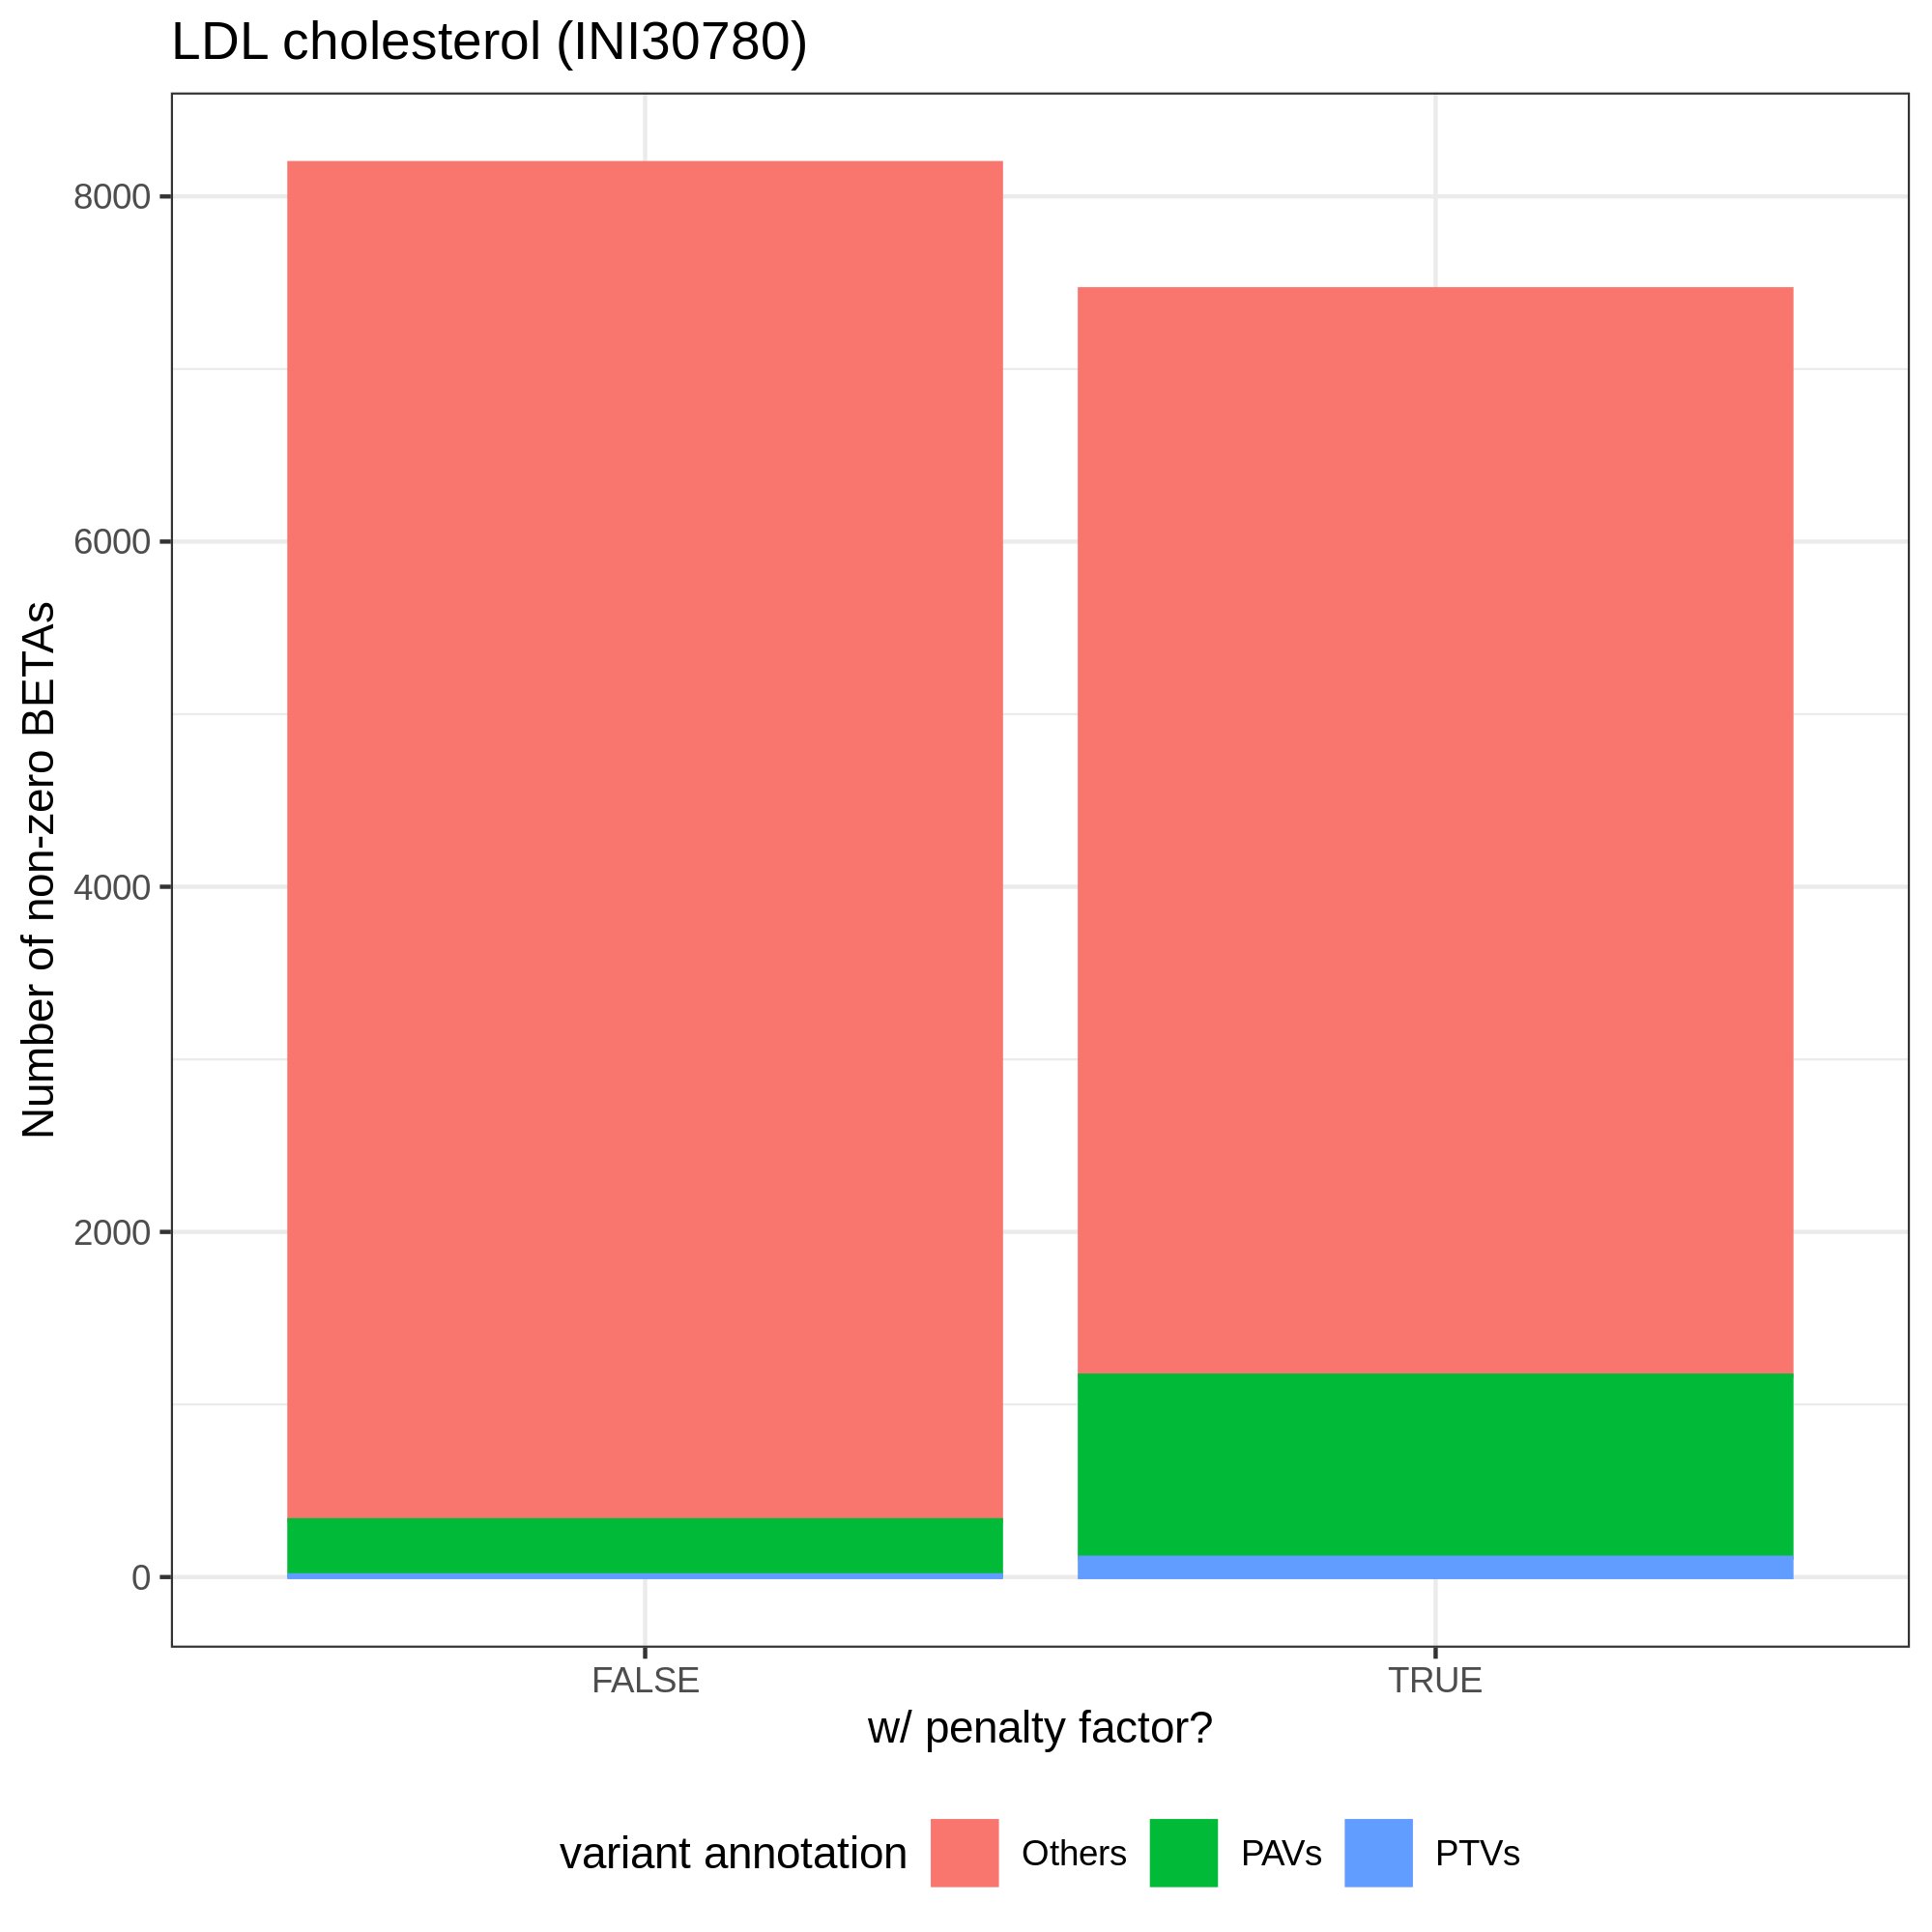 LDL cholesterol (INI30780)
Number of non-zero BETAs
8000
6000
4000
2000
0
FALSE TRUE
w/ penalty factor?
variant annotation Others PAVs PTVs